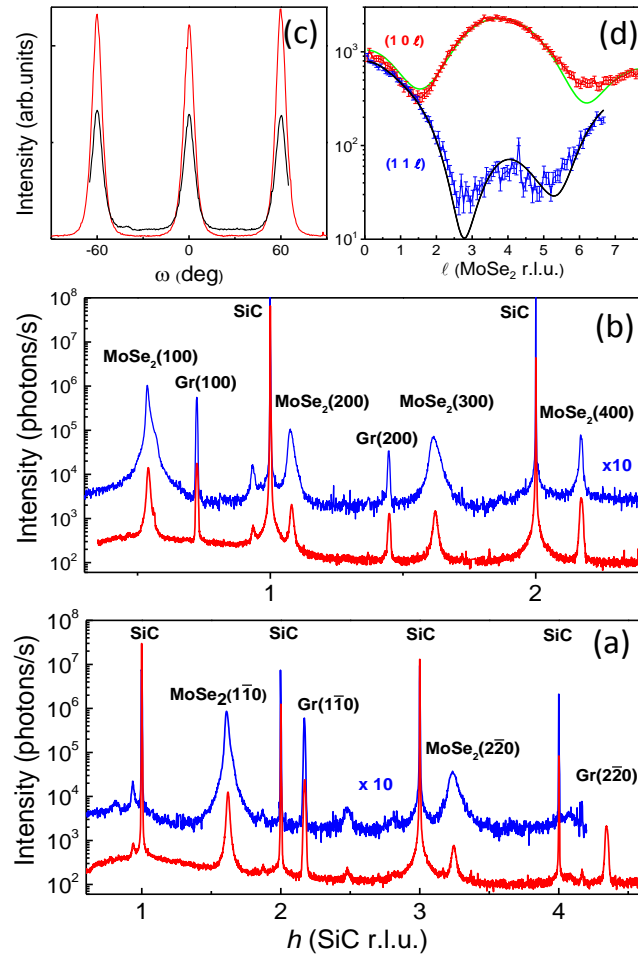 (c)
Intensity (arb.units)
-60 0 60
ω (deg)
(d)
(1 0 ℓ)
(1 1 ℓ)
10³
10²
10¹
0 1 2 3 4 5 6 7
ℓ (MoSe₂ r.l.u.)
(b)
Intensity (photons/s)
10⁸
10⁷
10⁶
10⁵
10⁴
10³
10²
SiC
SiC
MoSe₂(100)
Gr(100)
MoSe₂(200)
Gr(200)
MoSe₂(300)
MoSe₂(400)
x10
1 2
(a)
Intensity (photons/s)
10⁸
10⁷
10⁶
10⁵
10⁴
10³
10²
SiC SiC SiC SiC
MoSe2(11̅0)
Gr(11̅0)
x 10
MoSe₂(22̅0)
Gr(22̅0)
1 2 3 4
h (SiC r.l.u.)